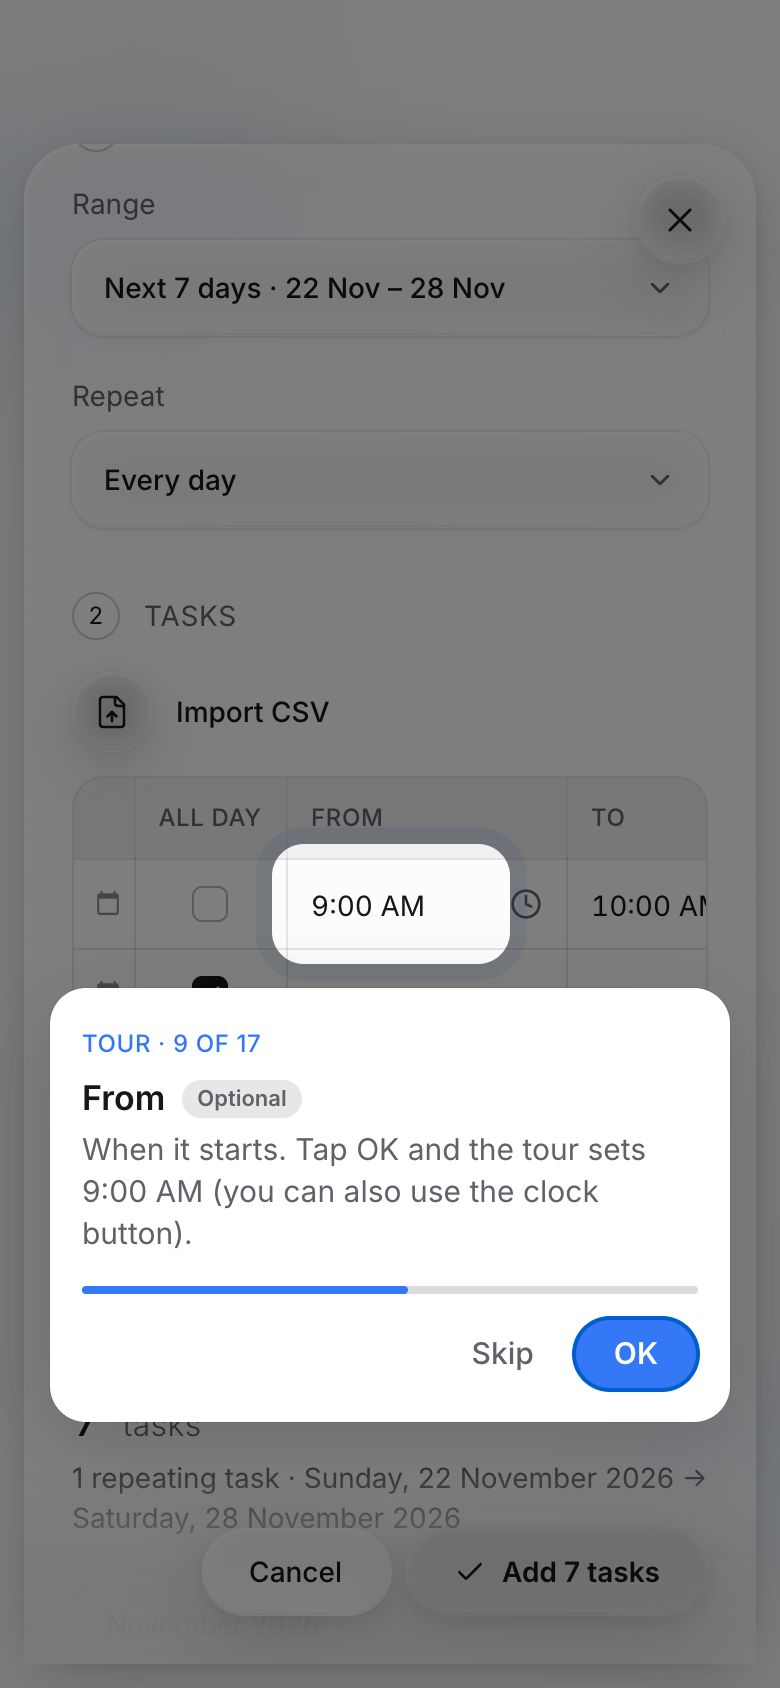 Range
Next 7 days · 22 Nov – 28 Nov
Repeat
Every day
2 TASKS
Import CSV
ALL DAY FROM TO
9:00 AM 10:00 AM
TOUR · 9 OF 17
From Optional
When it starts. Tap OK and the tour sets
9:00 AM (you can also use the clock
button).
Skip OK
7 tasks
1 repeating task · Sunday, 22 November 2026 →
Saturday, 28 November 2026
Cancel Add 7 tasks
November 2026